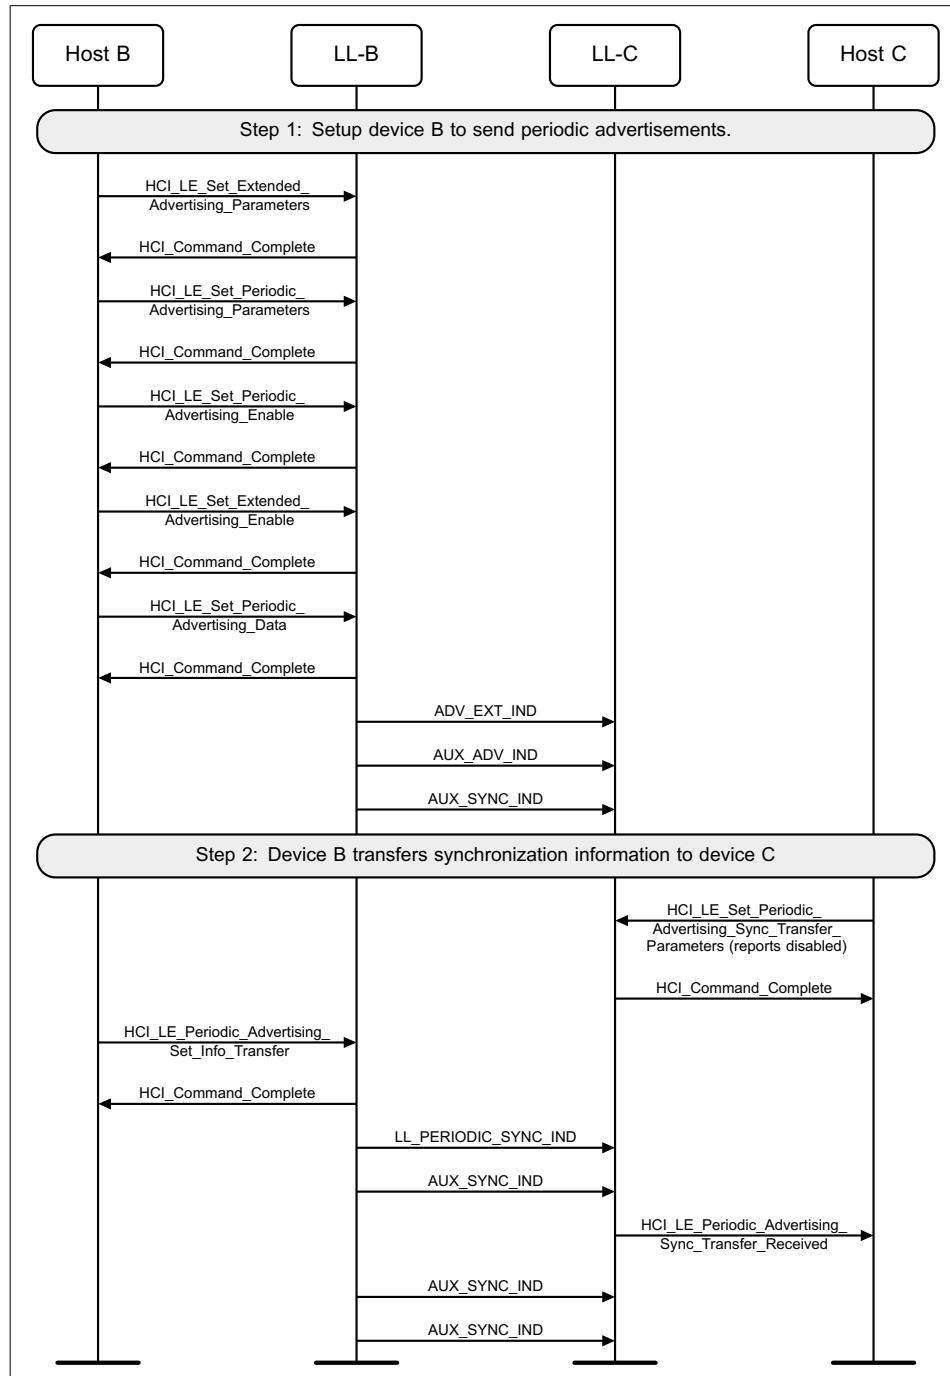 Host B
LL-B
LL-C
Host C
Step 1: Setup device B to send periodic advertisements.
HCI_LE_Set_Extended_
Advertising_Parameters
HCI_Command_Complete
HCI_LE_Set_Periodic_
Advertising_Parameters
HCI_Command_Complete
HCI_LE_Set_Periodic_
Advertising_Enable
HCI_Command_Complete
HCI_LE_Set_Extended_
Advertising_Enable
HCI_Command_Complete
HCI_LE_Set_Periodic_
Advertising_Data
HCI_Command_Complete
ADV_EXT_IND
AUX_ADV_IND
AUX_SYNC_IND
Step 2: Device B transfers synchronization information to device C
HCI_LE_Set_Periodic_
Advertising_Sync_Transfer_
Parameters (reports disabled)
HCI_Command_Complete
HCI_LE_Periodic_Advertising_
Set_Info_Transfer
HCI_Command_Complete
LL_PERIODIC_SYNC_IND
AUX_SYNC_IND
HCI_LE_Periodic_Advertising_
Sync_Transfer_Received
AUX_SYNC_IND
AUX_SYNC_IND